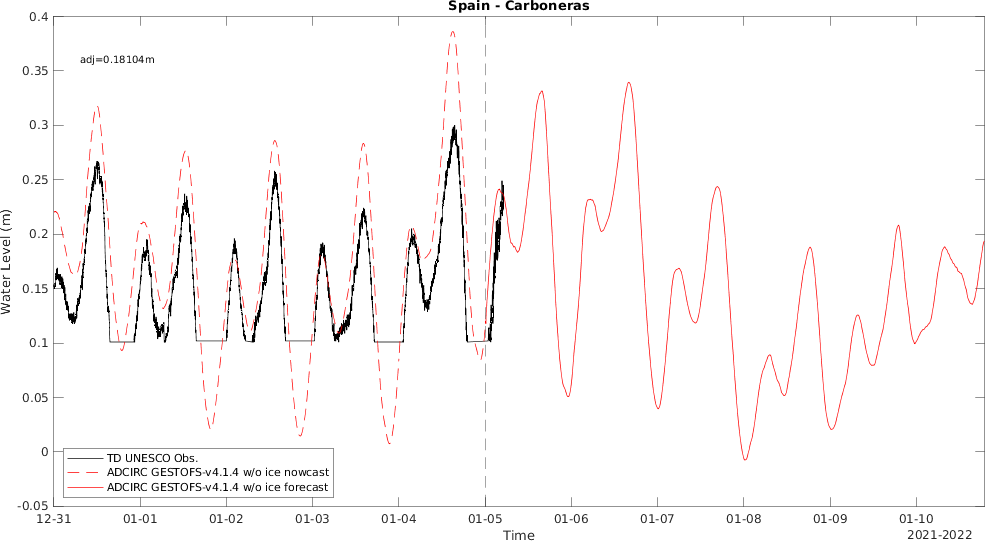 Spain - Carboneras
adj=0.18104m
0.4
0.35
0.3
0.25
0.2
0.15
0.1
0.05
0
-0.05
Water Level (m)
TD UNESCO Obs.
ADCIRC GESTOFS-v4.1.4 w/o ice nowcast
ADCIRC GESTOFS-v4.1.4 w/o ice forecast
12-31 01-01 01-02 01-03 01-04 01-05 01-06 01-07 01-08 01-09 01-10
Time
2021-2022